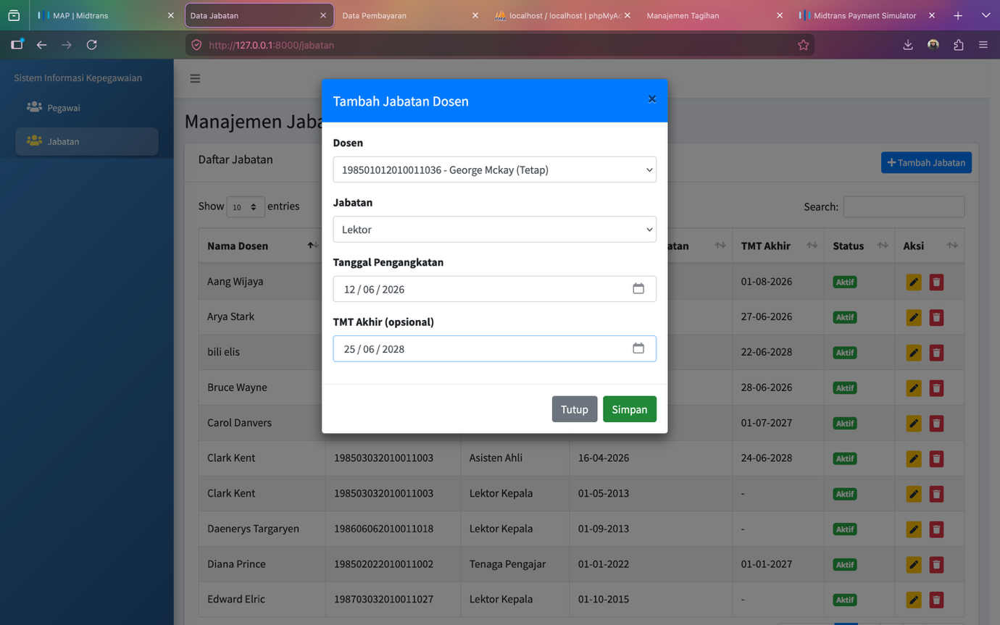 MAP | Midtrans
Data Jabatan
Data Pembayaran
localhost / localhost | phpMyAd
Manajemen Tagihan
Midtrans Payment Simulator
http://127.0.0.1:8000/jabatan
Sistem Informasi Kepegawaian
Pegawai
Jabatan
Manajemen Jaba
Daftar Jabatan
Tambah Jabatan
Show 10 entries
Search:
Tambah Jabatan Dosen
Dosen
198501012010011036 - George Mckay (Tetap)
Jabatan
Lektor
Tanggal Pengangkatan
12 / 06 / 2026
TMT Akhir (opsional)
25 / 06 / 2028
Tutup Simpan
Nama Dosen atan TMT Akhir Status Aksi
Aang Wijaya 01-08-2026 Aktif
Arya Stark 27-06-2026 Aktif
bili elis 22-06-2028 Aktif
Bruce Wayne 28-06-2026 Aktif
Carol Danvers 01-07-2027 Aktif
Clark Kent 198503032010011003 Asisten Ahli 16-04-2026 24-06-2028 Aktif
Clark Kent 198503032010011003 Lektor Kepala 01-05-2013 - Aktif
Daenerys Targaryen 198606062010011018 Lektor Kepala 01-09-2013 - Aktif
Diana Prince 198502022010011002 Tenaga Pengajar 01-01-2022 01-01-2027 Aktif
Edward Elric 198703032010011027 Lektor Kepala 01-10-2015 - Aktif